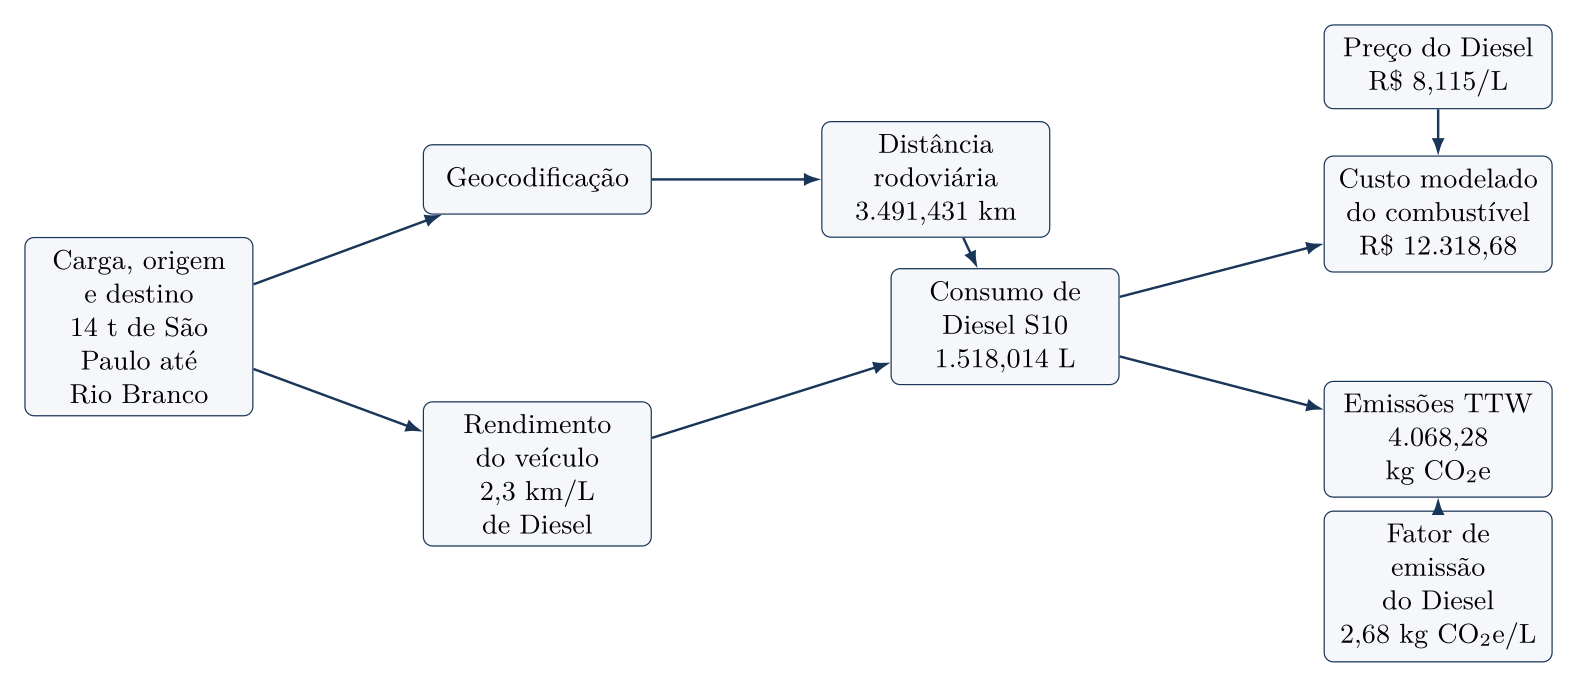 Carga, origem
e destino
14 t de São
Paulo até
Rio Branco
Geocodificação
Rendimento
do veículo
2,3 km/L
de Diesel
Distância
rodoviária
3.491,431 km
Consumo de
Diesel S10
1.518,014 L
Preço do Diesel
R$ 8,115/L
Custo modelado
do combustível
R$ 12.318,68
Emissões TTW
4.068,28
kg CO₂e
Fator de
emissão
do Diesel
2,68 kg CO₂e/L